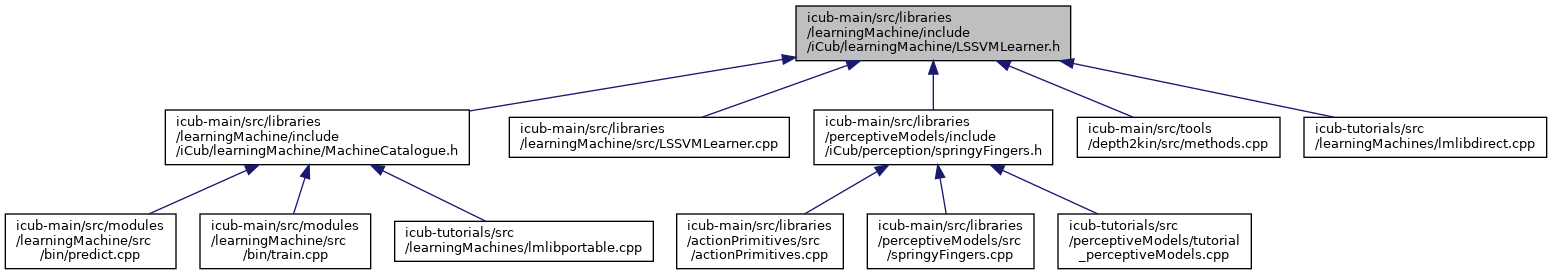 icub-main/src/libraries
/learningMachine/include
/iCub/learningMachine/LSSVMLearner.h
icub-main/src/libraries
/learningMachine/include
/iCub/learningMachine/MachineCatalogue.h
icub-main/src/libraries
/learningMachine/src/LSSVMLearner.cpp
icub-main/src/libraries
/perceptiveModels/include
/iCub/perception/springyFingers.h
icub-main/src/tools
/depth2kin/src/methods.cpp
icub-tutorials/src
/learningMachines/lmlibdirect.cpp
icub-main/src/modules
/learningMachine/src
/bin/predict.cpp
icub-main/src/modules
/learningMachine/src
/bin/train.cpp
icub-tutorials/src
/learningMachines/lmlibportable.cpp
icub-main/src/libraries
/actionPrimitives/src
/actionPrimitives.cpp
icub-main/src/libraries
/perceptiveModels/src
/springyFingers.cpp
icub-tutorials/src
/perceptiveModels/tutorial
_perceptiveModels.cpp